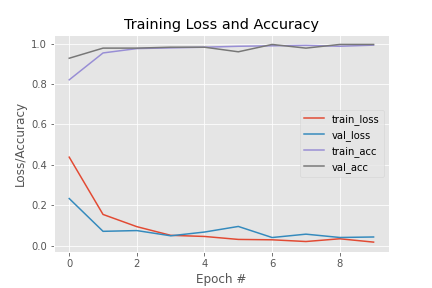 Training Loss and Accuracy
Loss/Accuracy
1.0
0.8
0.6
0.4
0.2
0.0
train_loss
val_loss
train_acc
val_acc
0 2 4 6 8
Epoch #